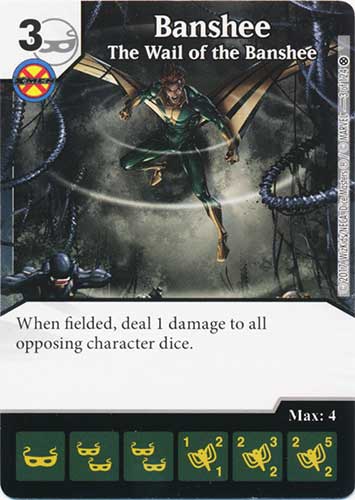 3
Banshee
The Wail of the Banshee
X-MEN
When fielded, deal 1 damage to all
opposing character dice.
Max: 4
1 2 1
2 3 2
2 5 2